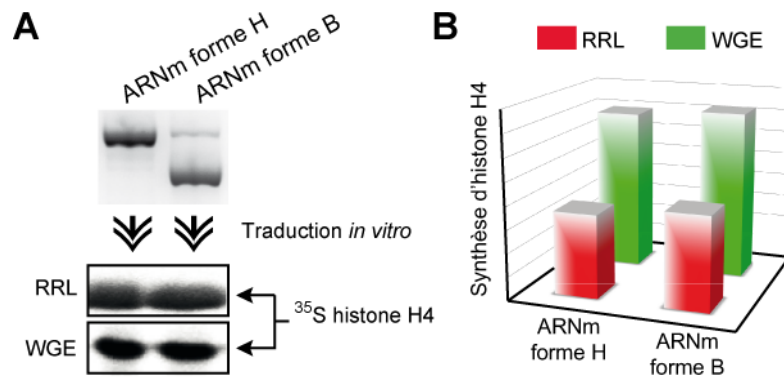 A
ARNm forme H
ARNm forme B
Traduction in vitro
RRL
WGE
³⁵S histone H4
B
RRL
WGE
Synthèse d'histone H4
ARNm
forme H
ARNm
forme B